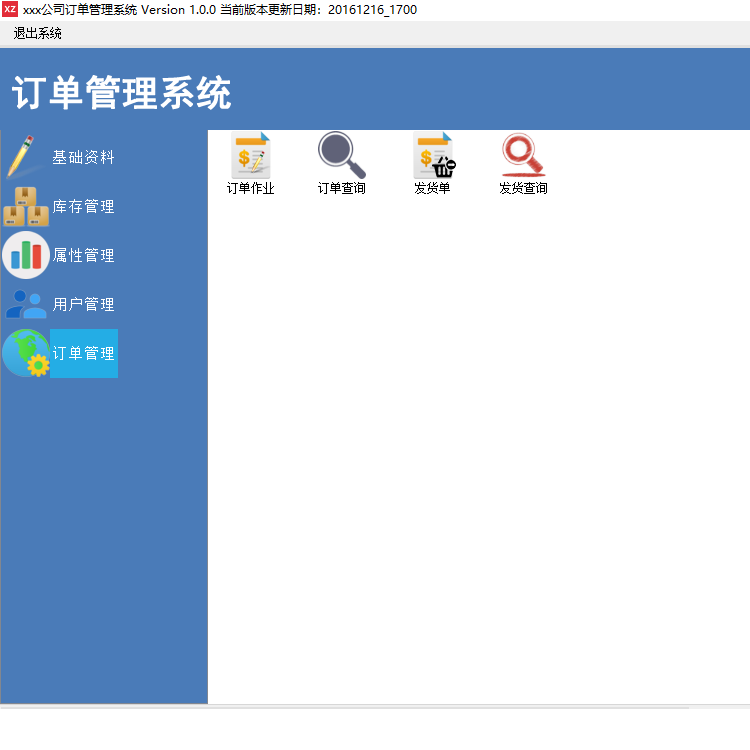 XZ xxx公司订单管理系统 Version 1.0.0 当前版本更新日期：20161216_1700
退出系统
订单管理系统
基础资料
库存管理
属性管理
用户管理
订单管理
订单作业 订单查询 发货单 发货查询